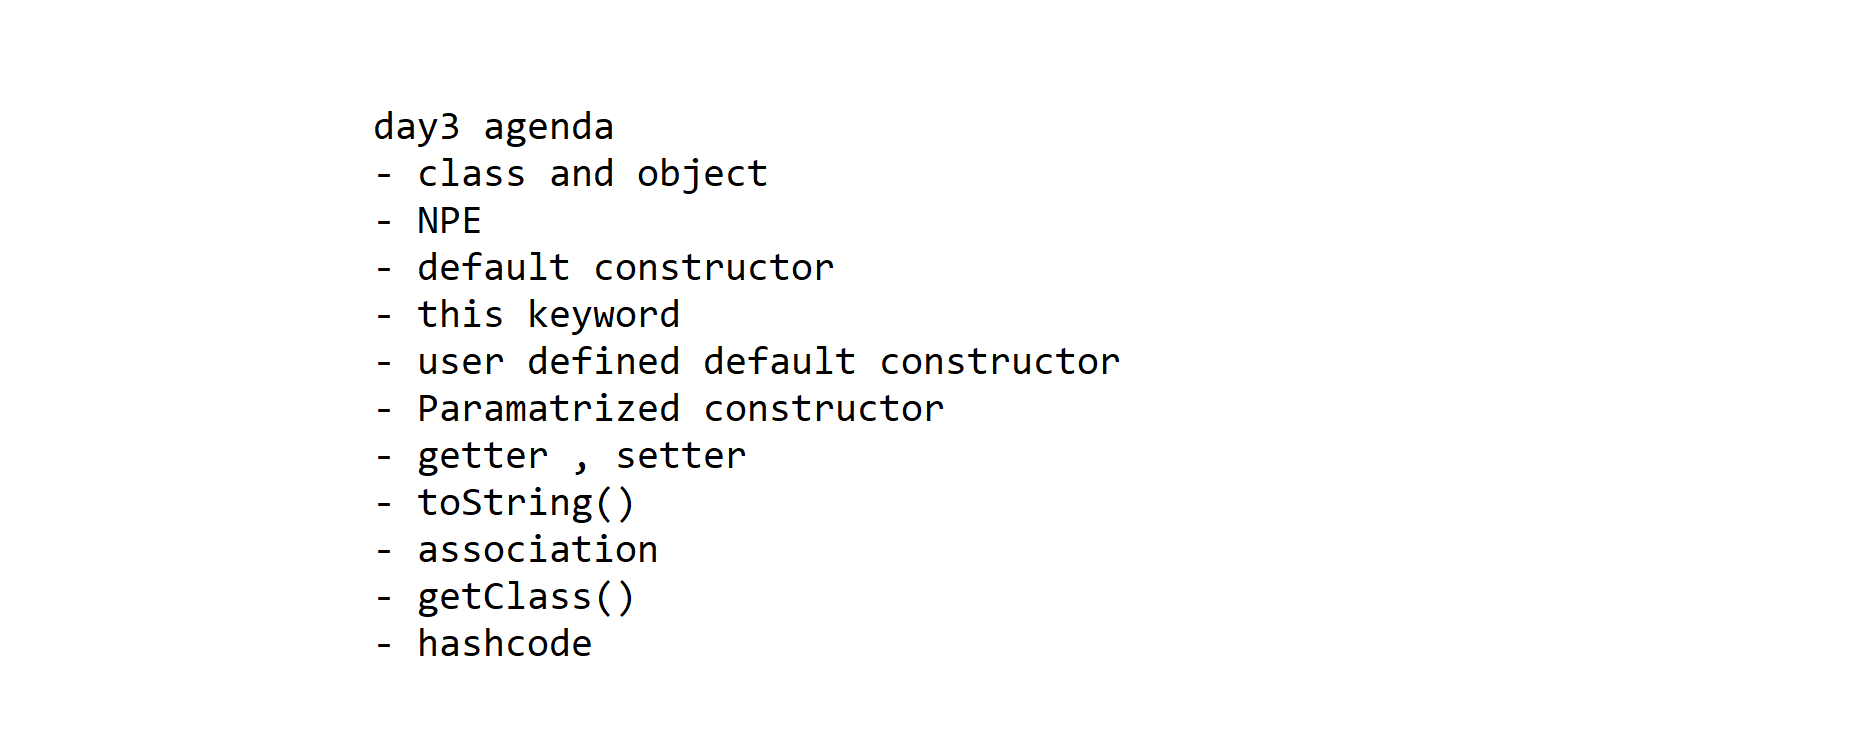 day3 agenda
- class and object
- NPE
- default constructor
- this keyword
- user defined default constructor
- Paramatrized constructor
- getter , setter
- toString()
- association
- getClass()
- hashcode